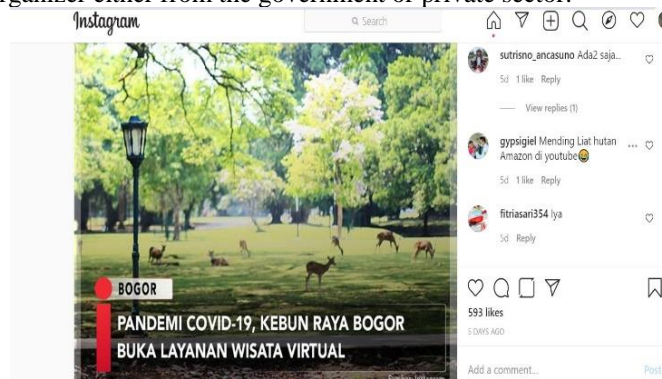 rganizer either from the government or private sector.
Instagram
Search
sutrisno_ancasuno Ada2 saja..
5d 1 like Reply
View replies (1)
gypsigiel Mending Liat hutan
Amazon di youtube😂
5d 1 like Reply
fitriasari354 Iya
5d Reply
BOGOR
PANDEMI COVID-19, KEBUN RAYA BOGOR
BUKA LAYANAN WISATA VIRTUAL
593 likes
5 DAYS AGO
Add a comment...
Post